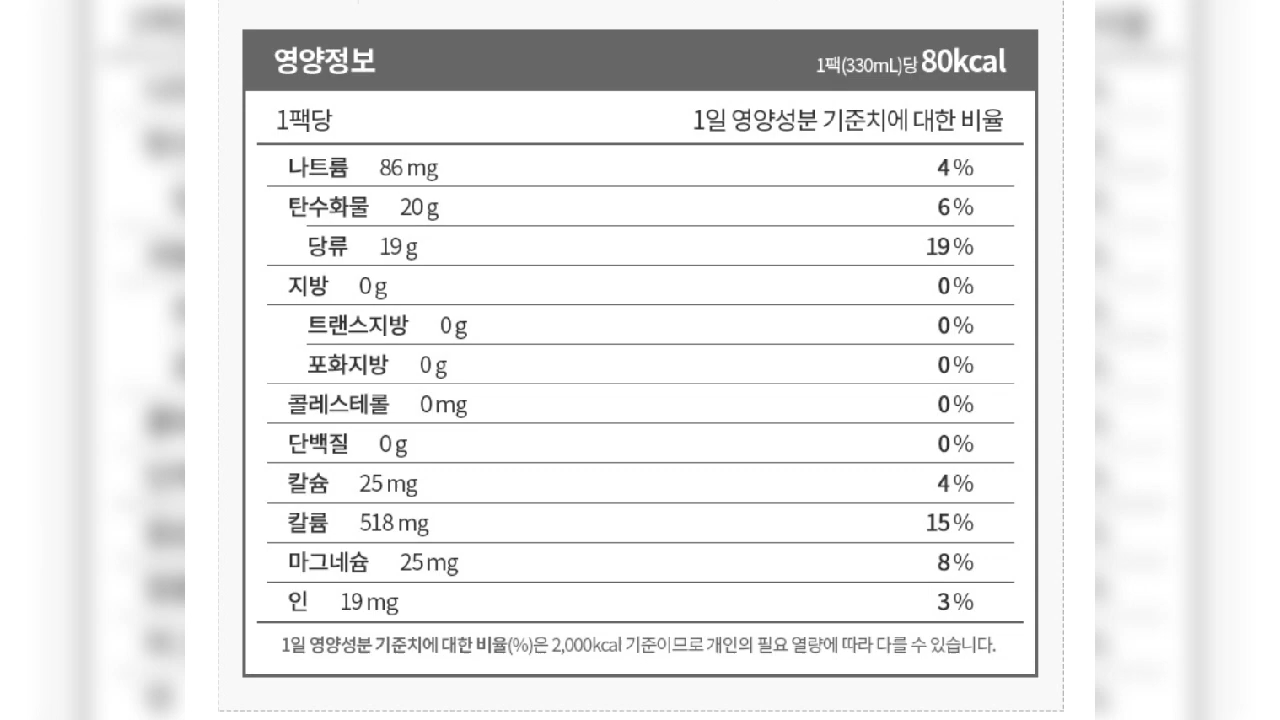 영양정보 1팩(330mL)당 80kcal
1팩당 1일 영양성분 기준치에 대한 비율
나트륨 86 mg 4 %
탄수화물 20 g 6 %
당류 19 g 19 %
지방 0 g 0 %
트랜스지방 0 g 0 %
포화지방 0 g 0 %
콜레스테롤 0 mg 0 %
단백질 0 g 0 %
칼슘 25 mg 4 %
칼륨 518 mg 15 %
마그네슘 25 mg 8 %
인 19 mg 3 %
1일 영양성분 기준치에 대한 비율(%)은 2,000kcal 기준이므로 개인의 필요 열량에 따라 다를 수 있습니다.